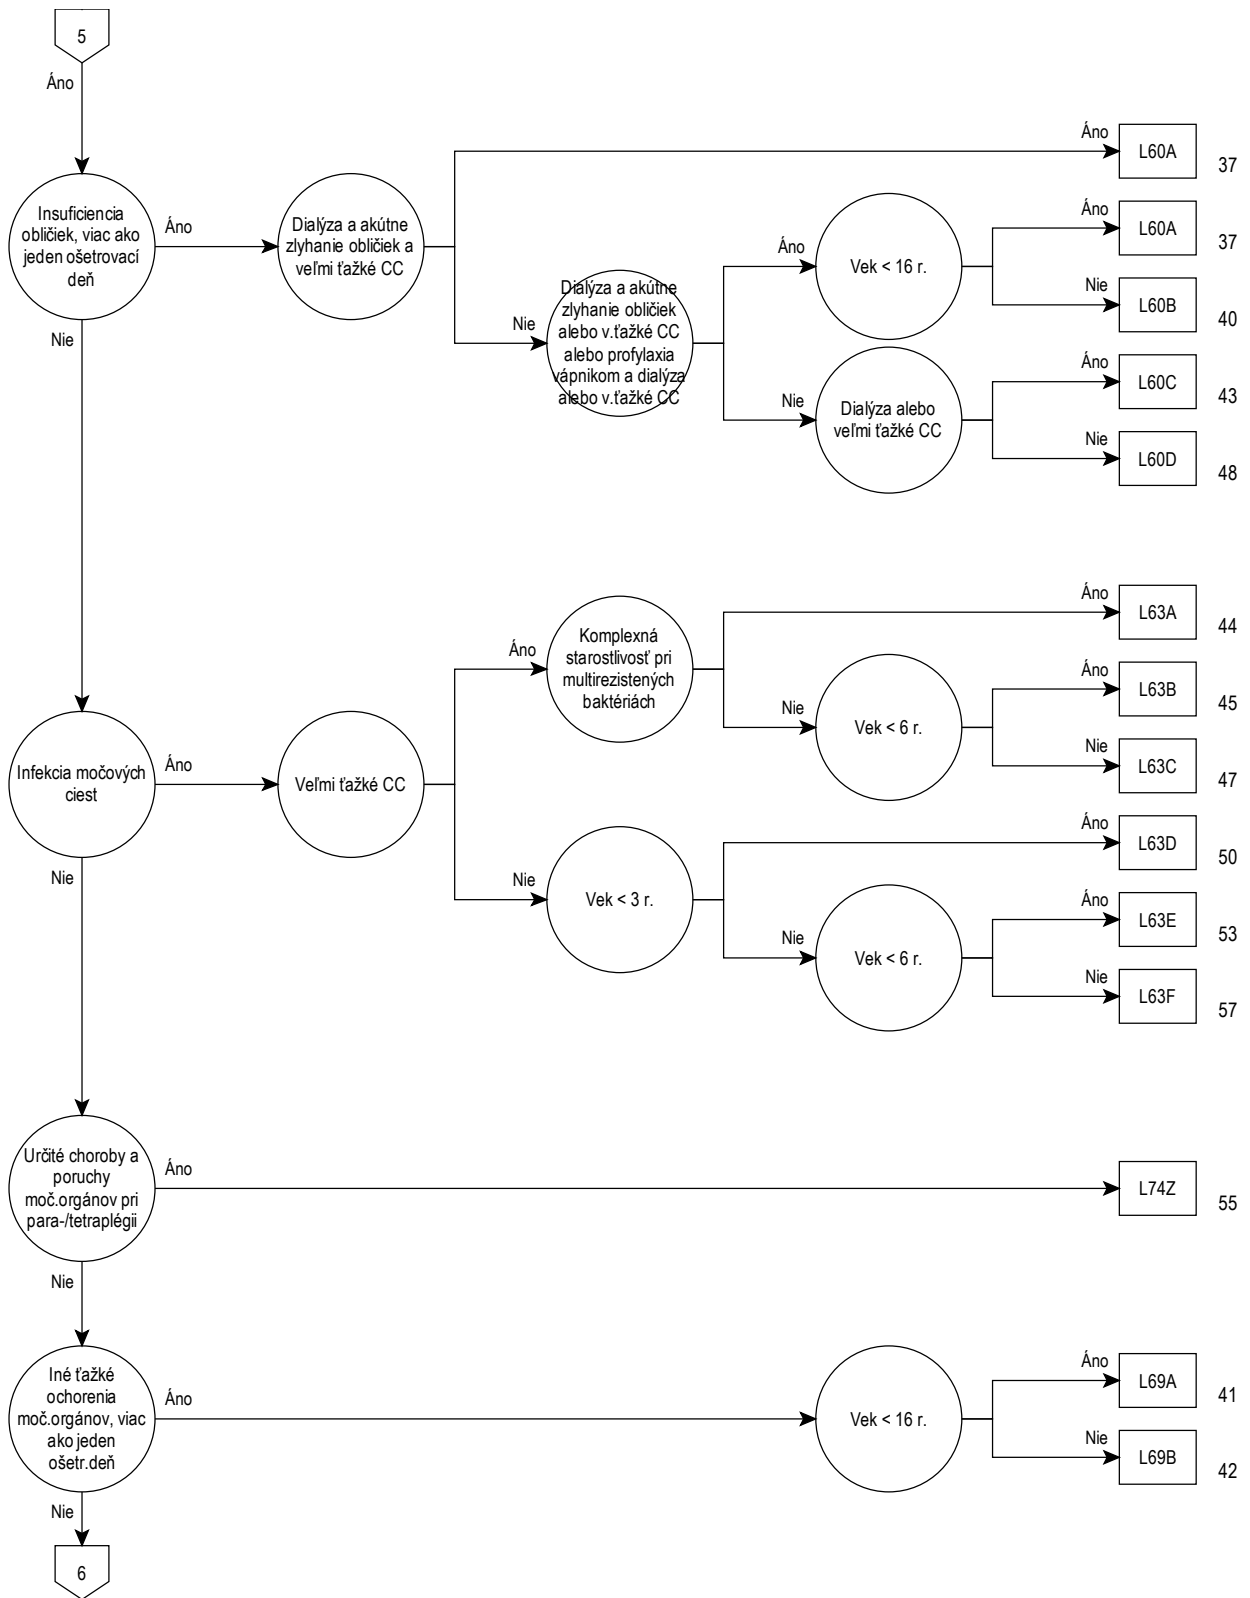 5
Áno
Insuficiencia
obličiek, viac ako
jeden ošetrovací
deň
Áno
Dialýza a akútne
zlyhanie obličiek a
veľmi ťažké CC
Áno
L60A
37
Nie
Dialýza a akútne
zlyhanie obličiek
alebo v.ťažké CC
alebo profylaxia
vápnikom a dialýza
alebo v.ťažké CC
Áno
Vek < 16 r.
Áno
L60A
37
Nie
L60B
40
Nie
Dialýza alebo
veľmi ťažké CC
Áno
L60C
43
Nie
L60D
48
Nie
Infekcia močových
ciest
Áno
Veľmi ťažké CC
Áno
Komplexná
starostlivosť pri
multirezistených
baktériách
Áno
L63A
44
Nie
Vek < 6 r.
Áno
L63B
45
Nie
L63C
47
Nie
Vek < 3 r.
Áno
L63D
50
Nie
Vek < 6 r.
Áno
L63E
53
Nie
L63F
57
Nie
Určité choroby a
poruchy
moč.orgánov pri
para-/tetraplégii
Áno
L74Z
55
Nie
Iné ťažké
ochorenia
moč.orgánov, viac
ako jeden
ošetr.deň
Áno
Vek < 16 r.
Áno
L69A
41
Nie
L69B
42
Nie
6